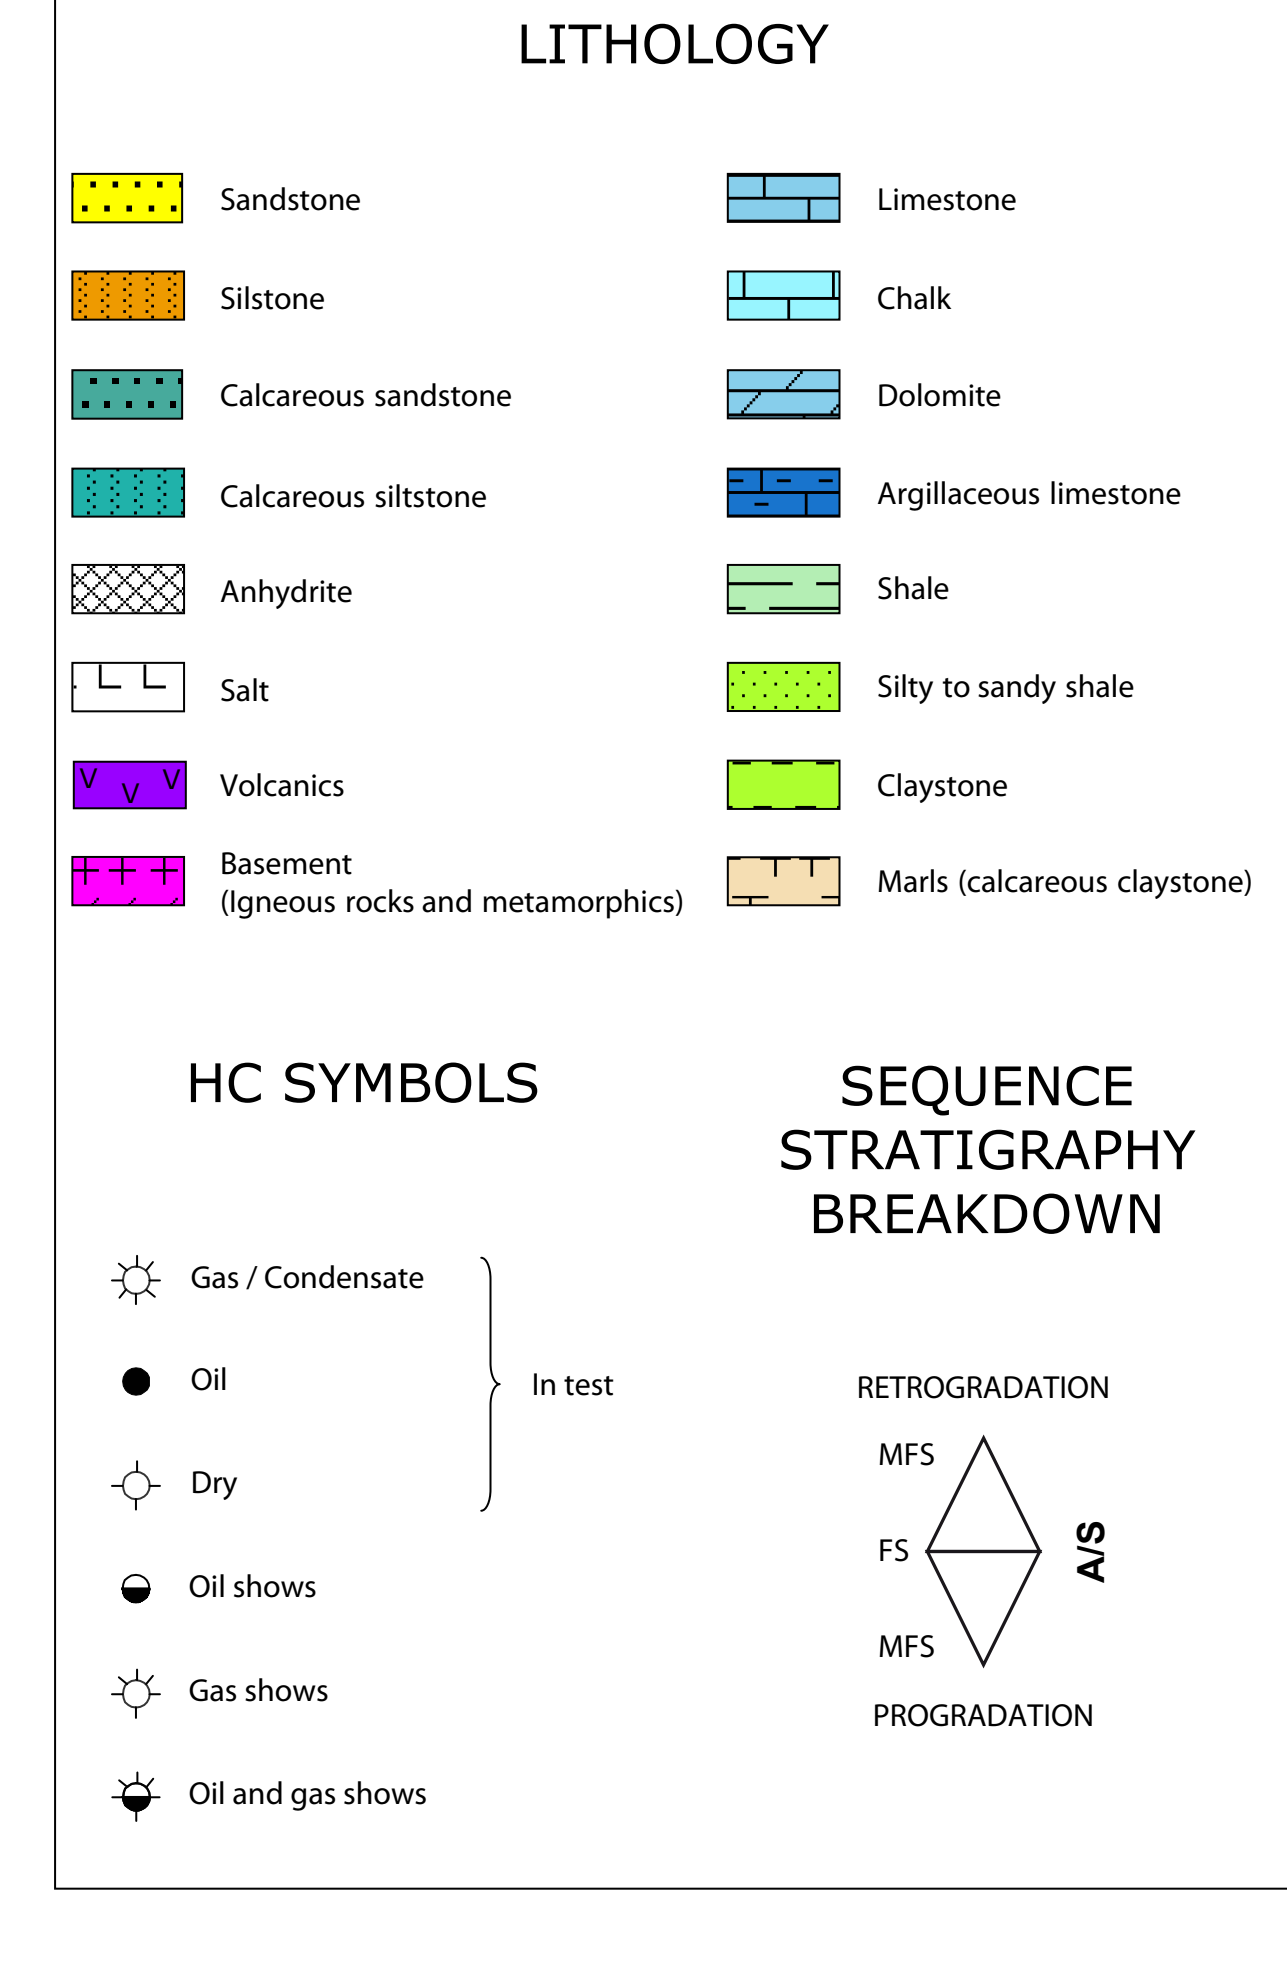 LITHOLOGY
Sandstone
Silstone
Calcareous sandstone
Calcareous siltstone
Anhydrite
Salt
V V V
Volcanics
Basement
(Igneous rocks and metamorphics)
Limestone
Chalk
Dolomite
Argillaceous limestone
Shale
Silty to sandy shale
Claystone
Marls (calcareous claystone)
HC SYMBOLS
Gas / Condensate
Oil
Dry
In test
Oil shows
Gas shows
Oil and gas shows
SEQUENCE
STRATIGRAPHY
BREAKDOWN
RETROGRADATION
MFS
FS
MFS
A/S
PROGRADATION